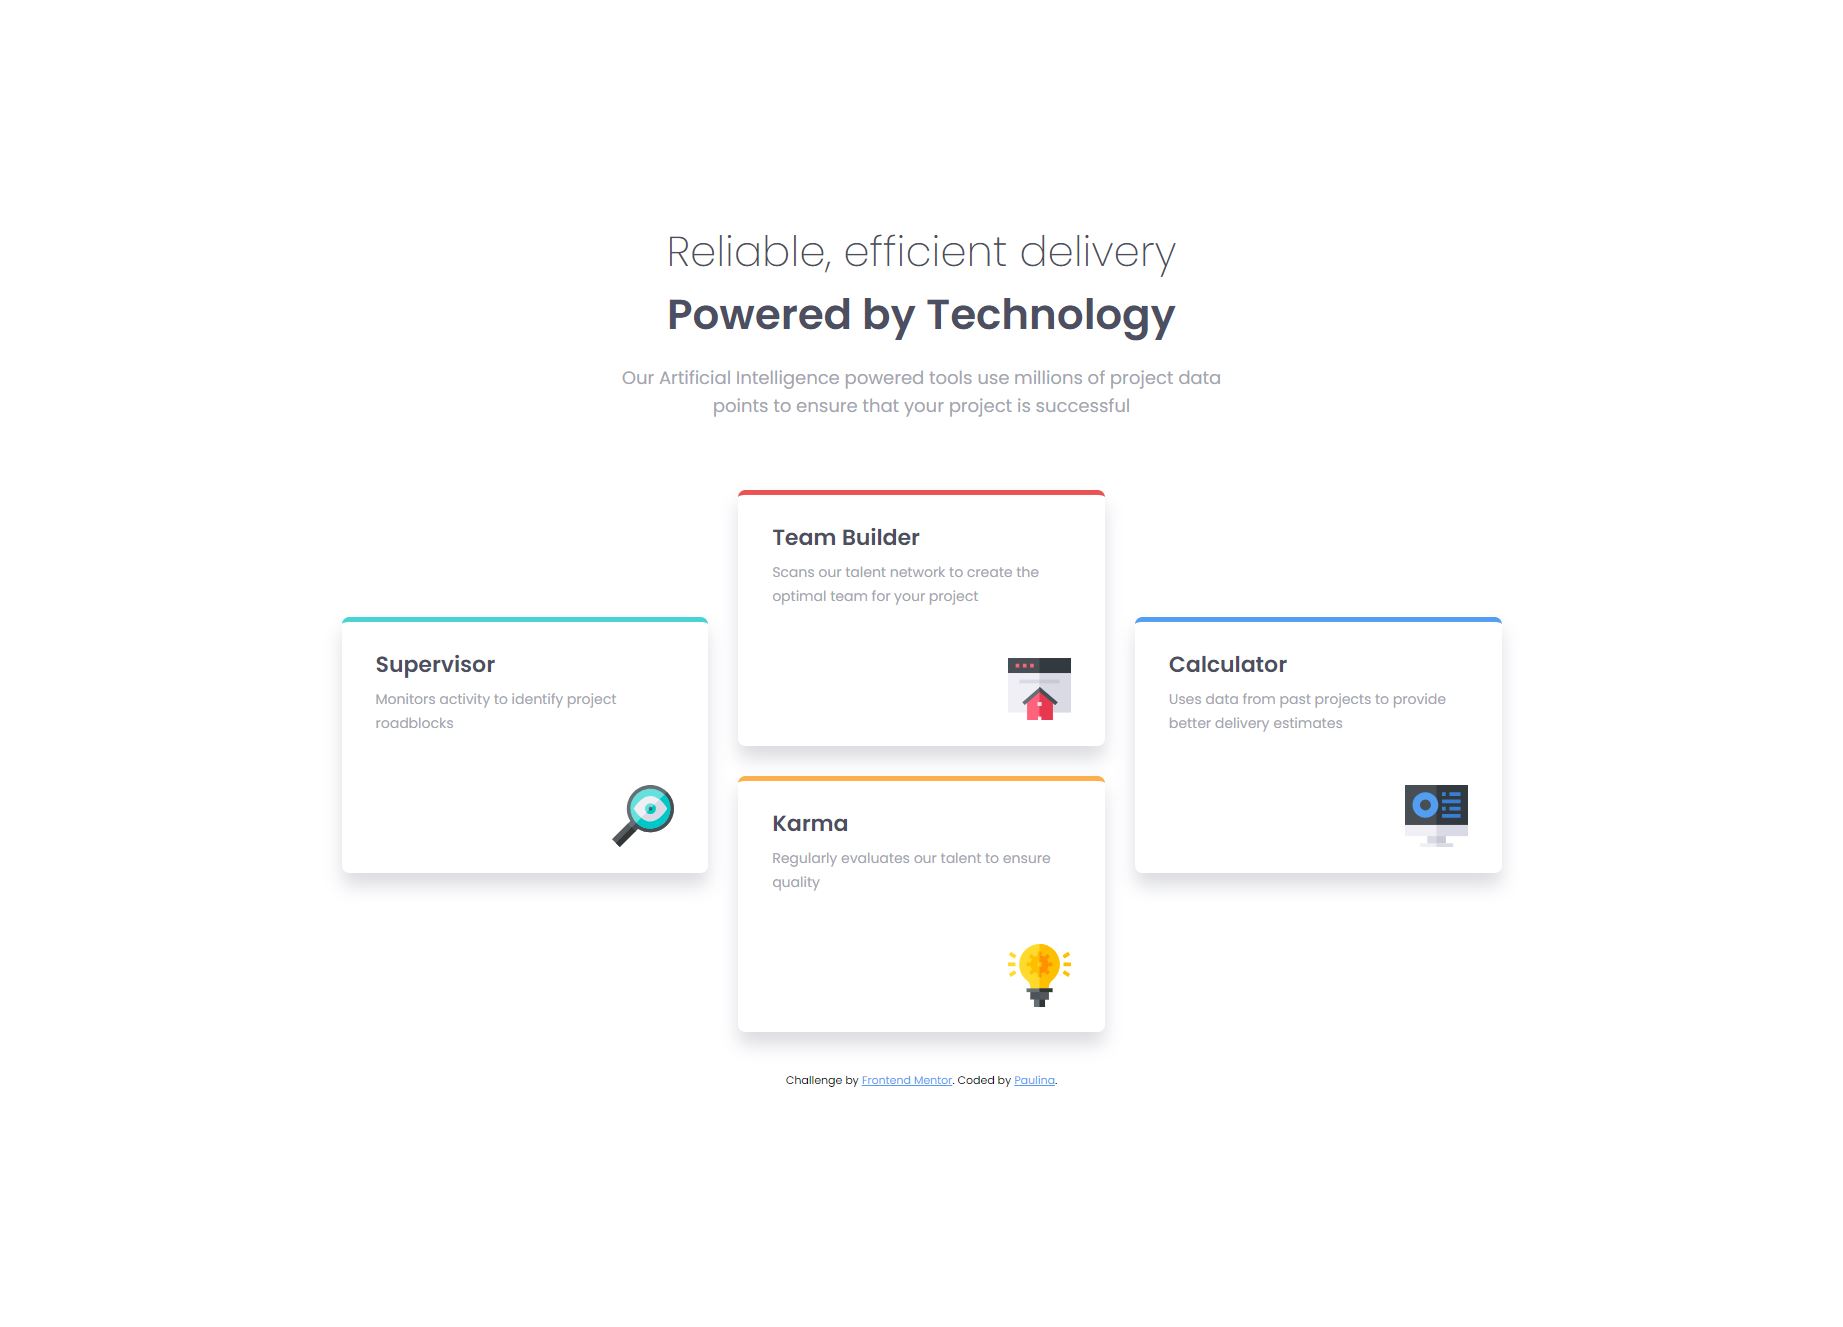 Reliable, efficient delivery
Powered by Technology
Our Artificial Intelligence powered tools use millions of project data
points to ensure that your project is successful
Supervisor
Monitors activity to identify project
roadblocks
Team Builder
Scans our talent network to create the
optimal team for your project
Karma
Regularly evaluates our talent to ensure
quality
Calculator
Uses data from past projects to provide
better delivery estimates
Challenge by Frontend Mentor. Coded by Paulina.